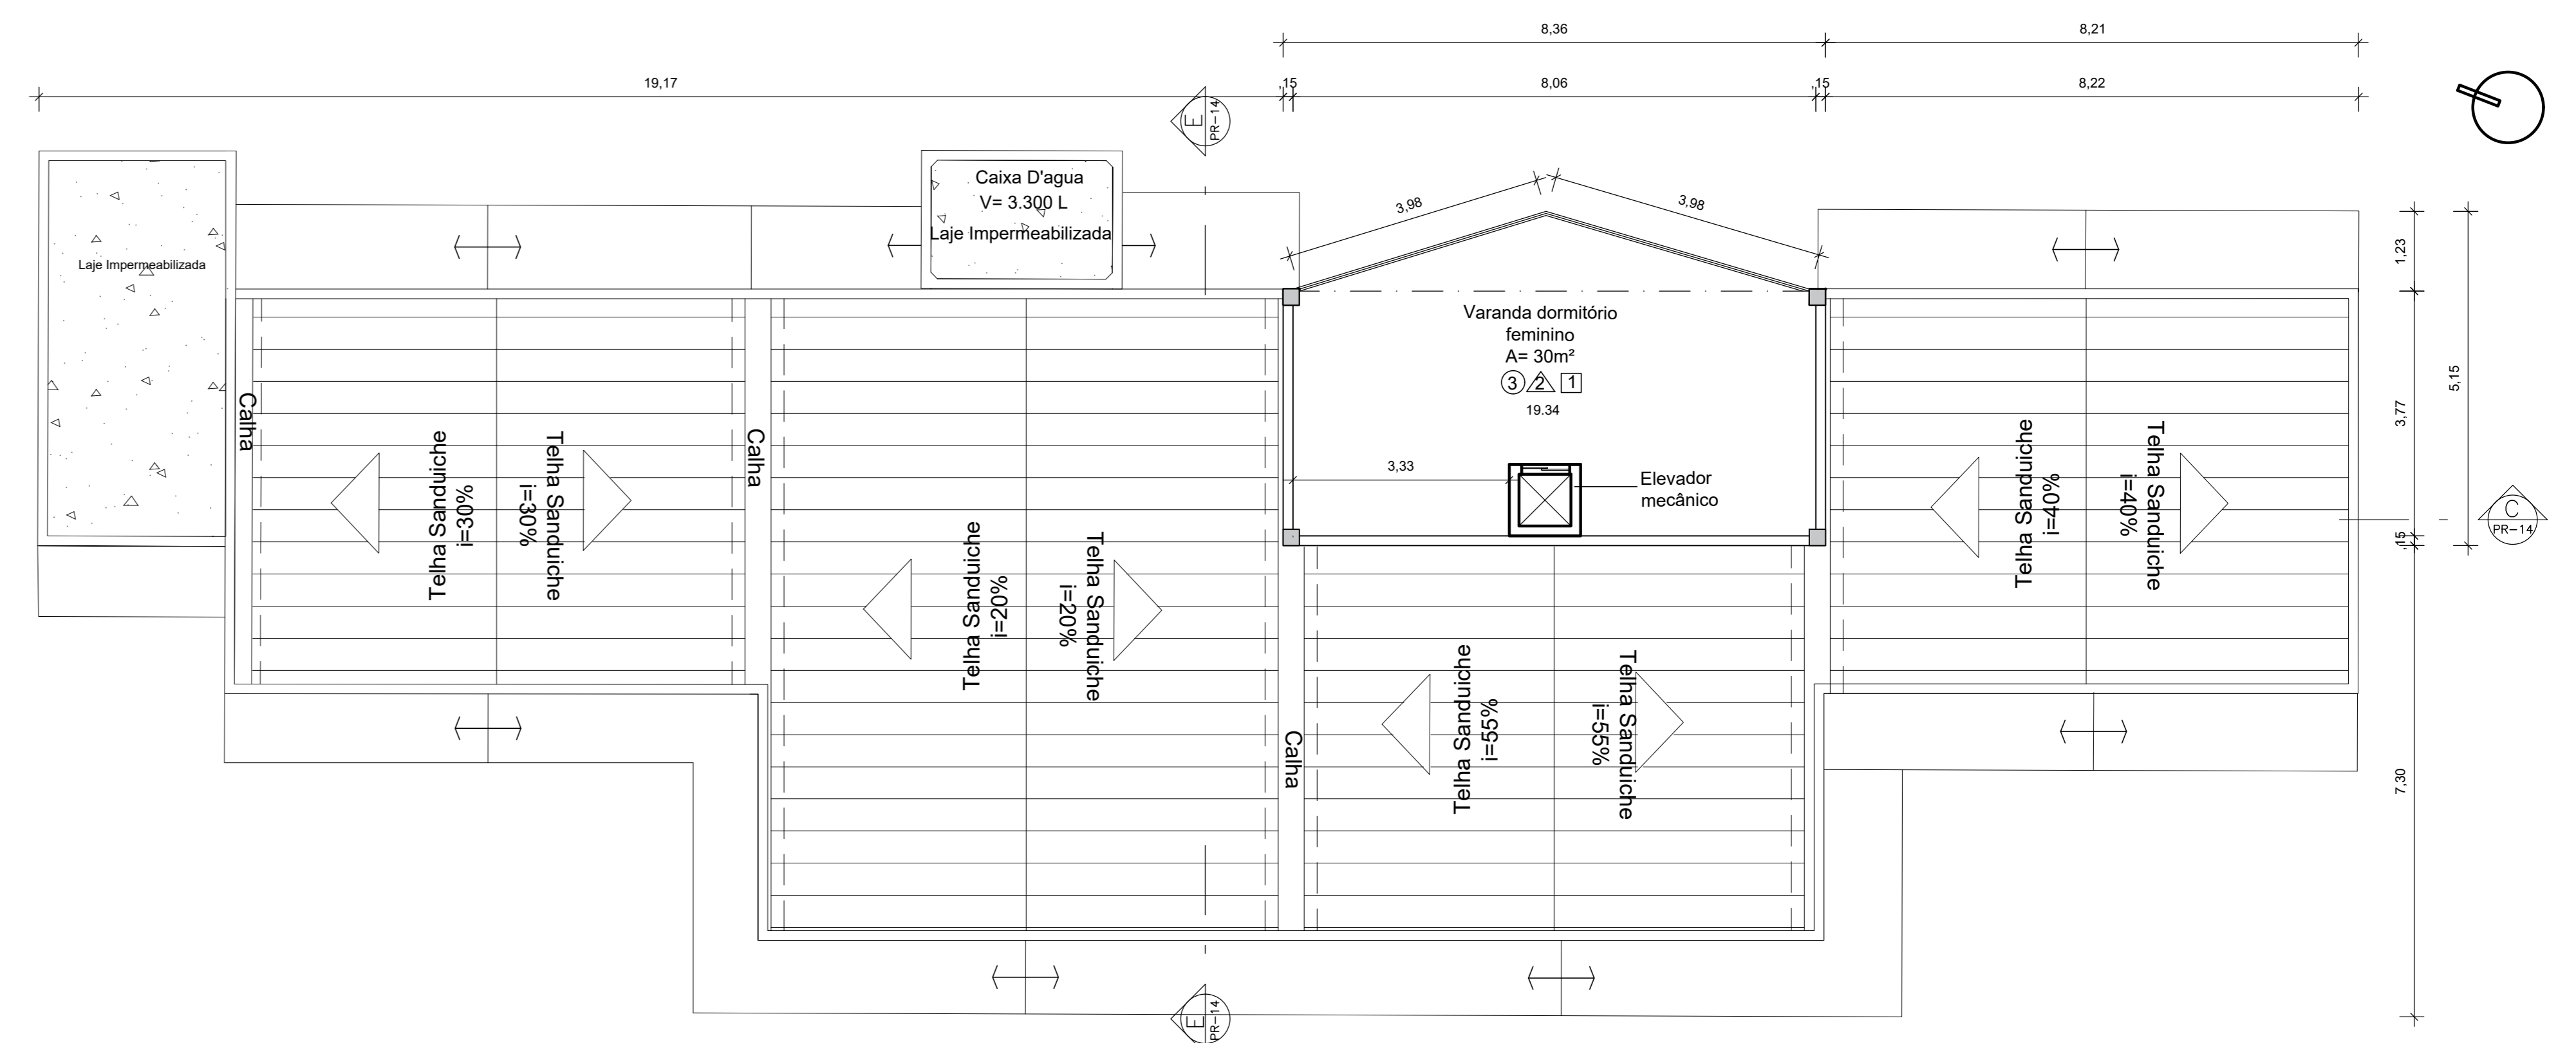 8,36
8,21
19,17
,15
8,06
,15
8,22
E
PR-14
Caixa D'agua
V= 3.300 L
Laje Impermeabilizada
3,98
3,98
1,23
Laje Impermeabilizada
Varanda dormitório
feminino
A= 30m²
3 2 1
19.34
5,15
3,77
Calha
Calha
Telha Sanduiche
i=30%
Telha Sanduiche
i=30%
3,33
Elevador
mecânico
Telha Sanduiche
i=40%
Telha Sanduiche
i=40%
C
PR-14
,15
Telha Sanduiche
i=20%
Telha Sanduiche
i=20%
Calha
Telha Sanduiche
i=55%
Telha Sanduiche
i=55%
7,30
E
PR-14